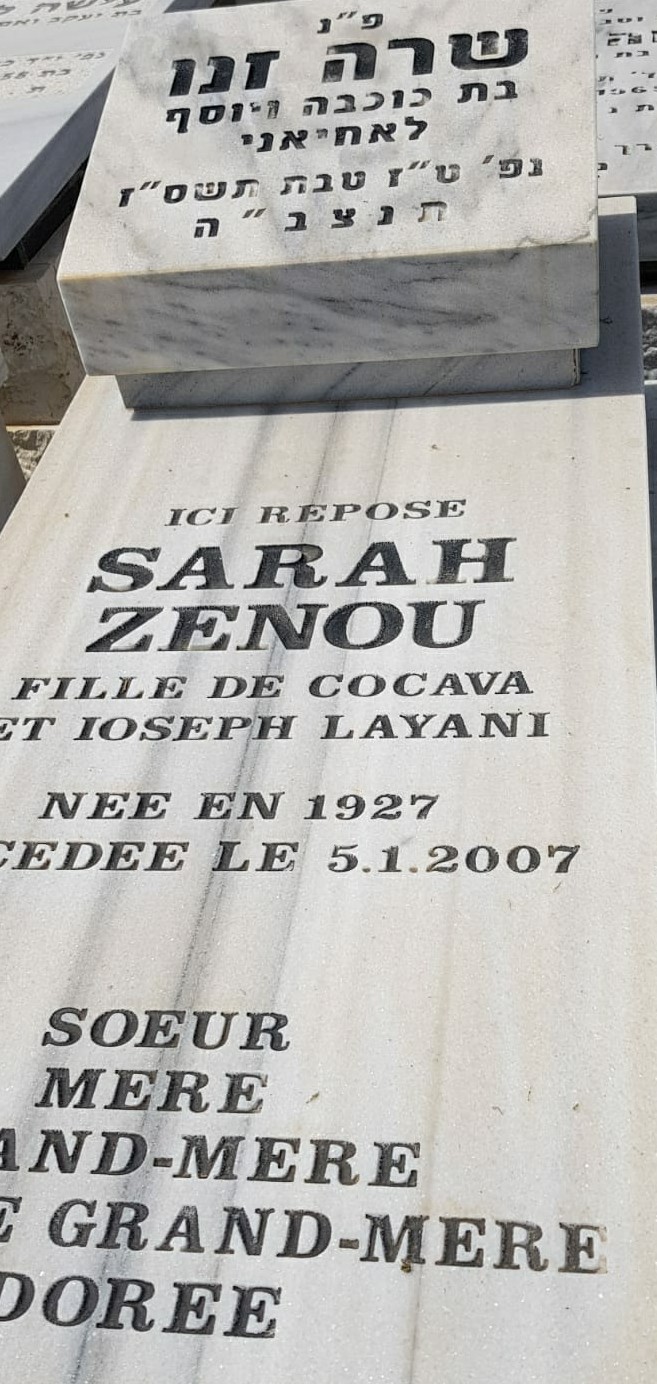 פ״נ
שרה זנו
בת כוכבה ויוסף
לאחיאני
נפ׳ ט״ז טבת תשס״ז
ת נ צ ב ״ ה
ICI REPOSE
SARAH
ZENOU
FILLE DE COCAVA
ET IOSEPH LAYANI
NEE EN 1927
CEDEE LE 5.1.2007
SOEUR
MERE
AND-MERE
E GRAND-MERE
DOREE